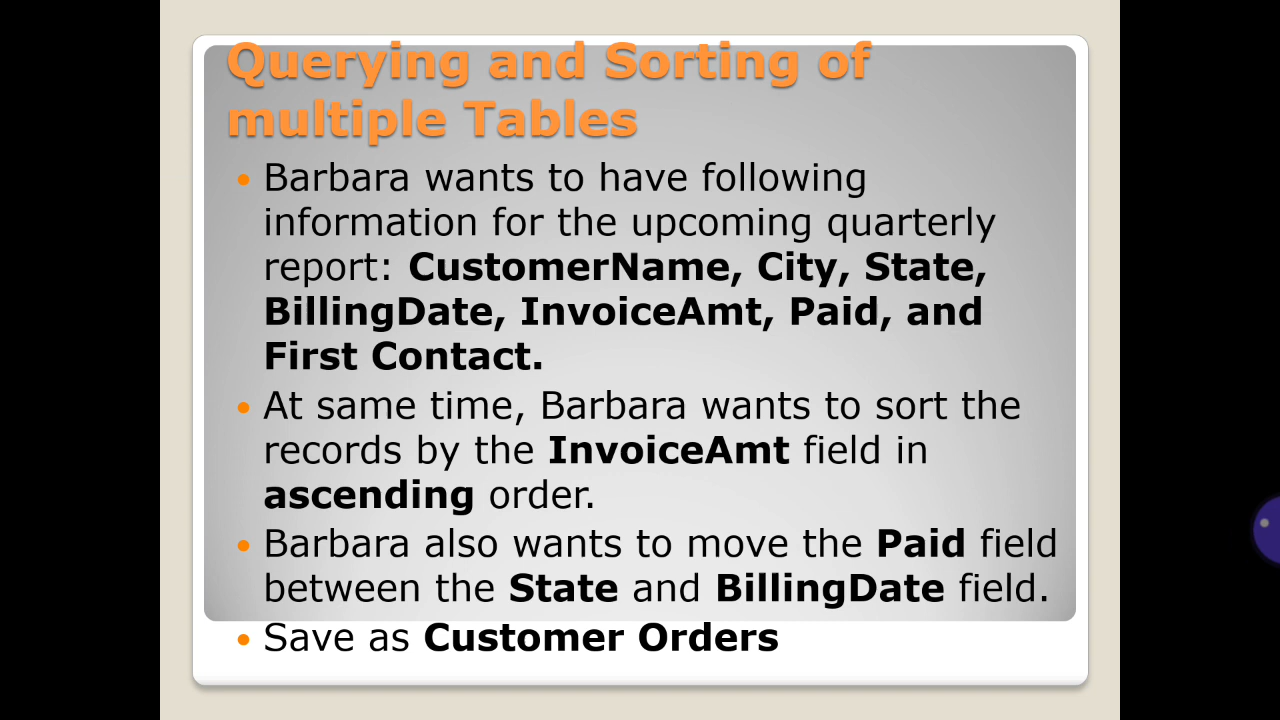 Querying and Sorting of
multiple Tables
• Barbara wants to have following
information for the upcoming quarterly
report: CustomerName, City, State,
BillingDate, InvoiceAmt, Paid, and
First Contact.
• At same time, Barbara wants to sort the
records by the InvoiceAmt field in
ascending order.
• Barbara also wants to move the Paid field
between the State and BillingDate field.
• Save as Customer Orders